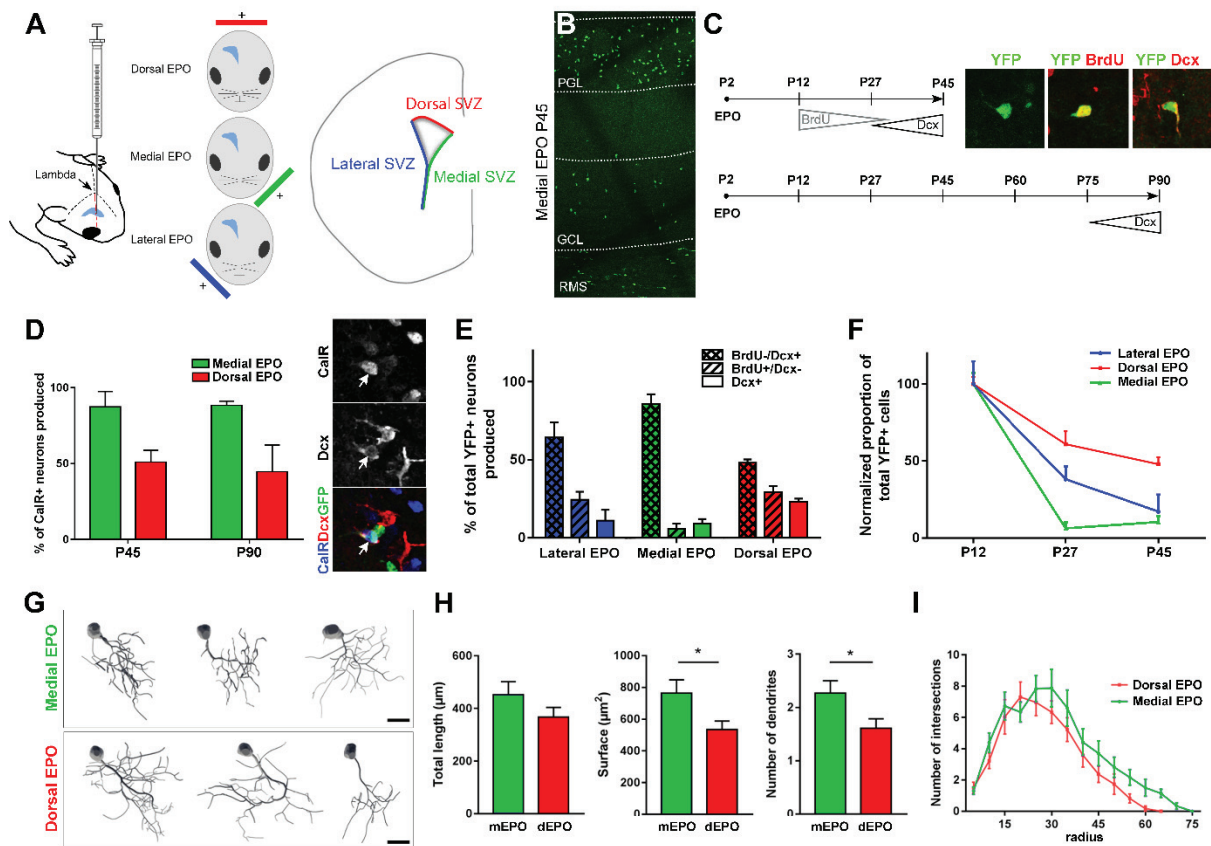 A
+
Dorsal EPO
Medial EPO
+
Lateral EPO
+
Lambda
Dorsal SVZ
Lateral SVZ
Medial SVZ
B
Medial EPO P45
PGL
GCL
RMS
C
P2 P12 P27 P45
EPO
BrdU
Dcx
YFP
YFP BrdU
YFP Dcx
P2 P12 P27 P45 P60 P75 P90
EPO
Dcx
D
Medial EPO
Dorsal EPO
% of CalR+ neurons produced
100
50
0
P45 P90
CalR
Dcx
CalRDcxGFP
E
BrdU-/Dcx+
BrdU+/Dcx-
Dcx+
% of total YFP+ neurons
produced
100
50
0
Lateral EPO Medial EPO Dorsal EPO
F
Lateral EPO
Dorsal EPO
Medial EPO
Normalized proportion of
total YFP+ cells
100
50
0
P12 P27 P45
G
Medial EPO
Dorsal EPO
H
Total length (µm)
600
400
200
0
mEPO dEPO
Surface (µm²)
1000
800
600
400
200
0
*
mEPO dEPO
Number of dendrites
3
2
1
0
*
mEPO dEPO
I
Dorsal EPO
Medial EPO
Number of intersections
10
8
6
4
2
0
15 30 45 60 75
radius